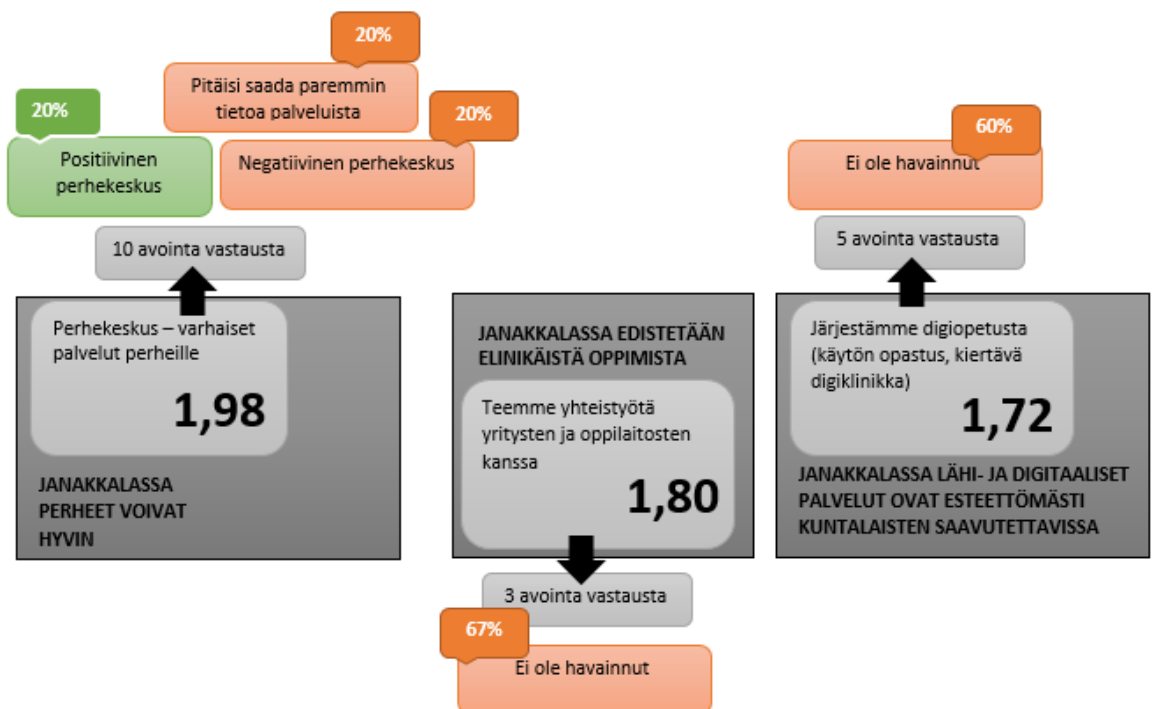 20%
Pitäisi saada paremmin
tietoa palveluista
20%
Positiivinen
perhekeskus
20%
Negatiivinen perhekeskus
10 avointa vastausta
Perhekeskus – varhaiset
palvelut perheille
1,98
JANAKKALASSA
PERHEET VOIVAT
HYVIN
JANAKKALASSA EDISTETÄÄN
ELINIKÄISTÄ OPPIMISTA
Teemme yhteistyötä
yritysten ja oppilaitosten
kanssa
1,80
3 avointa vastausta
67%
Ei ole havainnut
60%
Ei ole havainnut
5 avointa vastausta
Järjestämme digiopetusta
(käytön opastus, kiertävä
digiklinikka)
1,72
JANAKKALASSA LÄHI- JA DIGITAALISET
PALVELUT OVAT ESTEETTÖMÄSTI
KUNTALAISTEN SAAVUTETTAVISSA